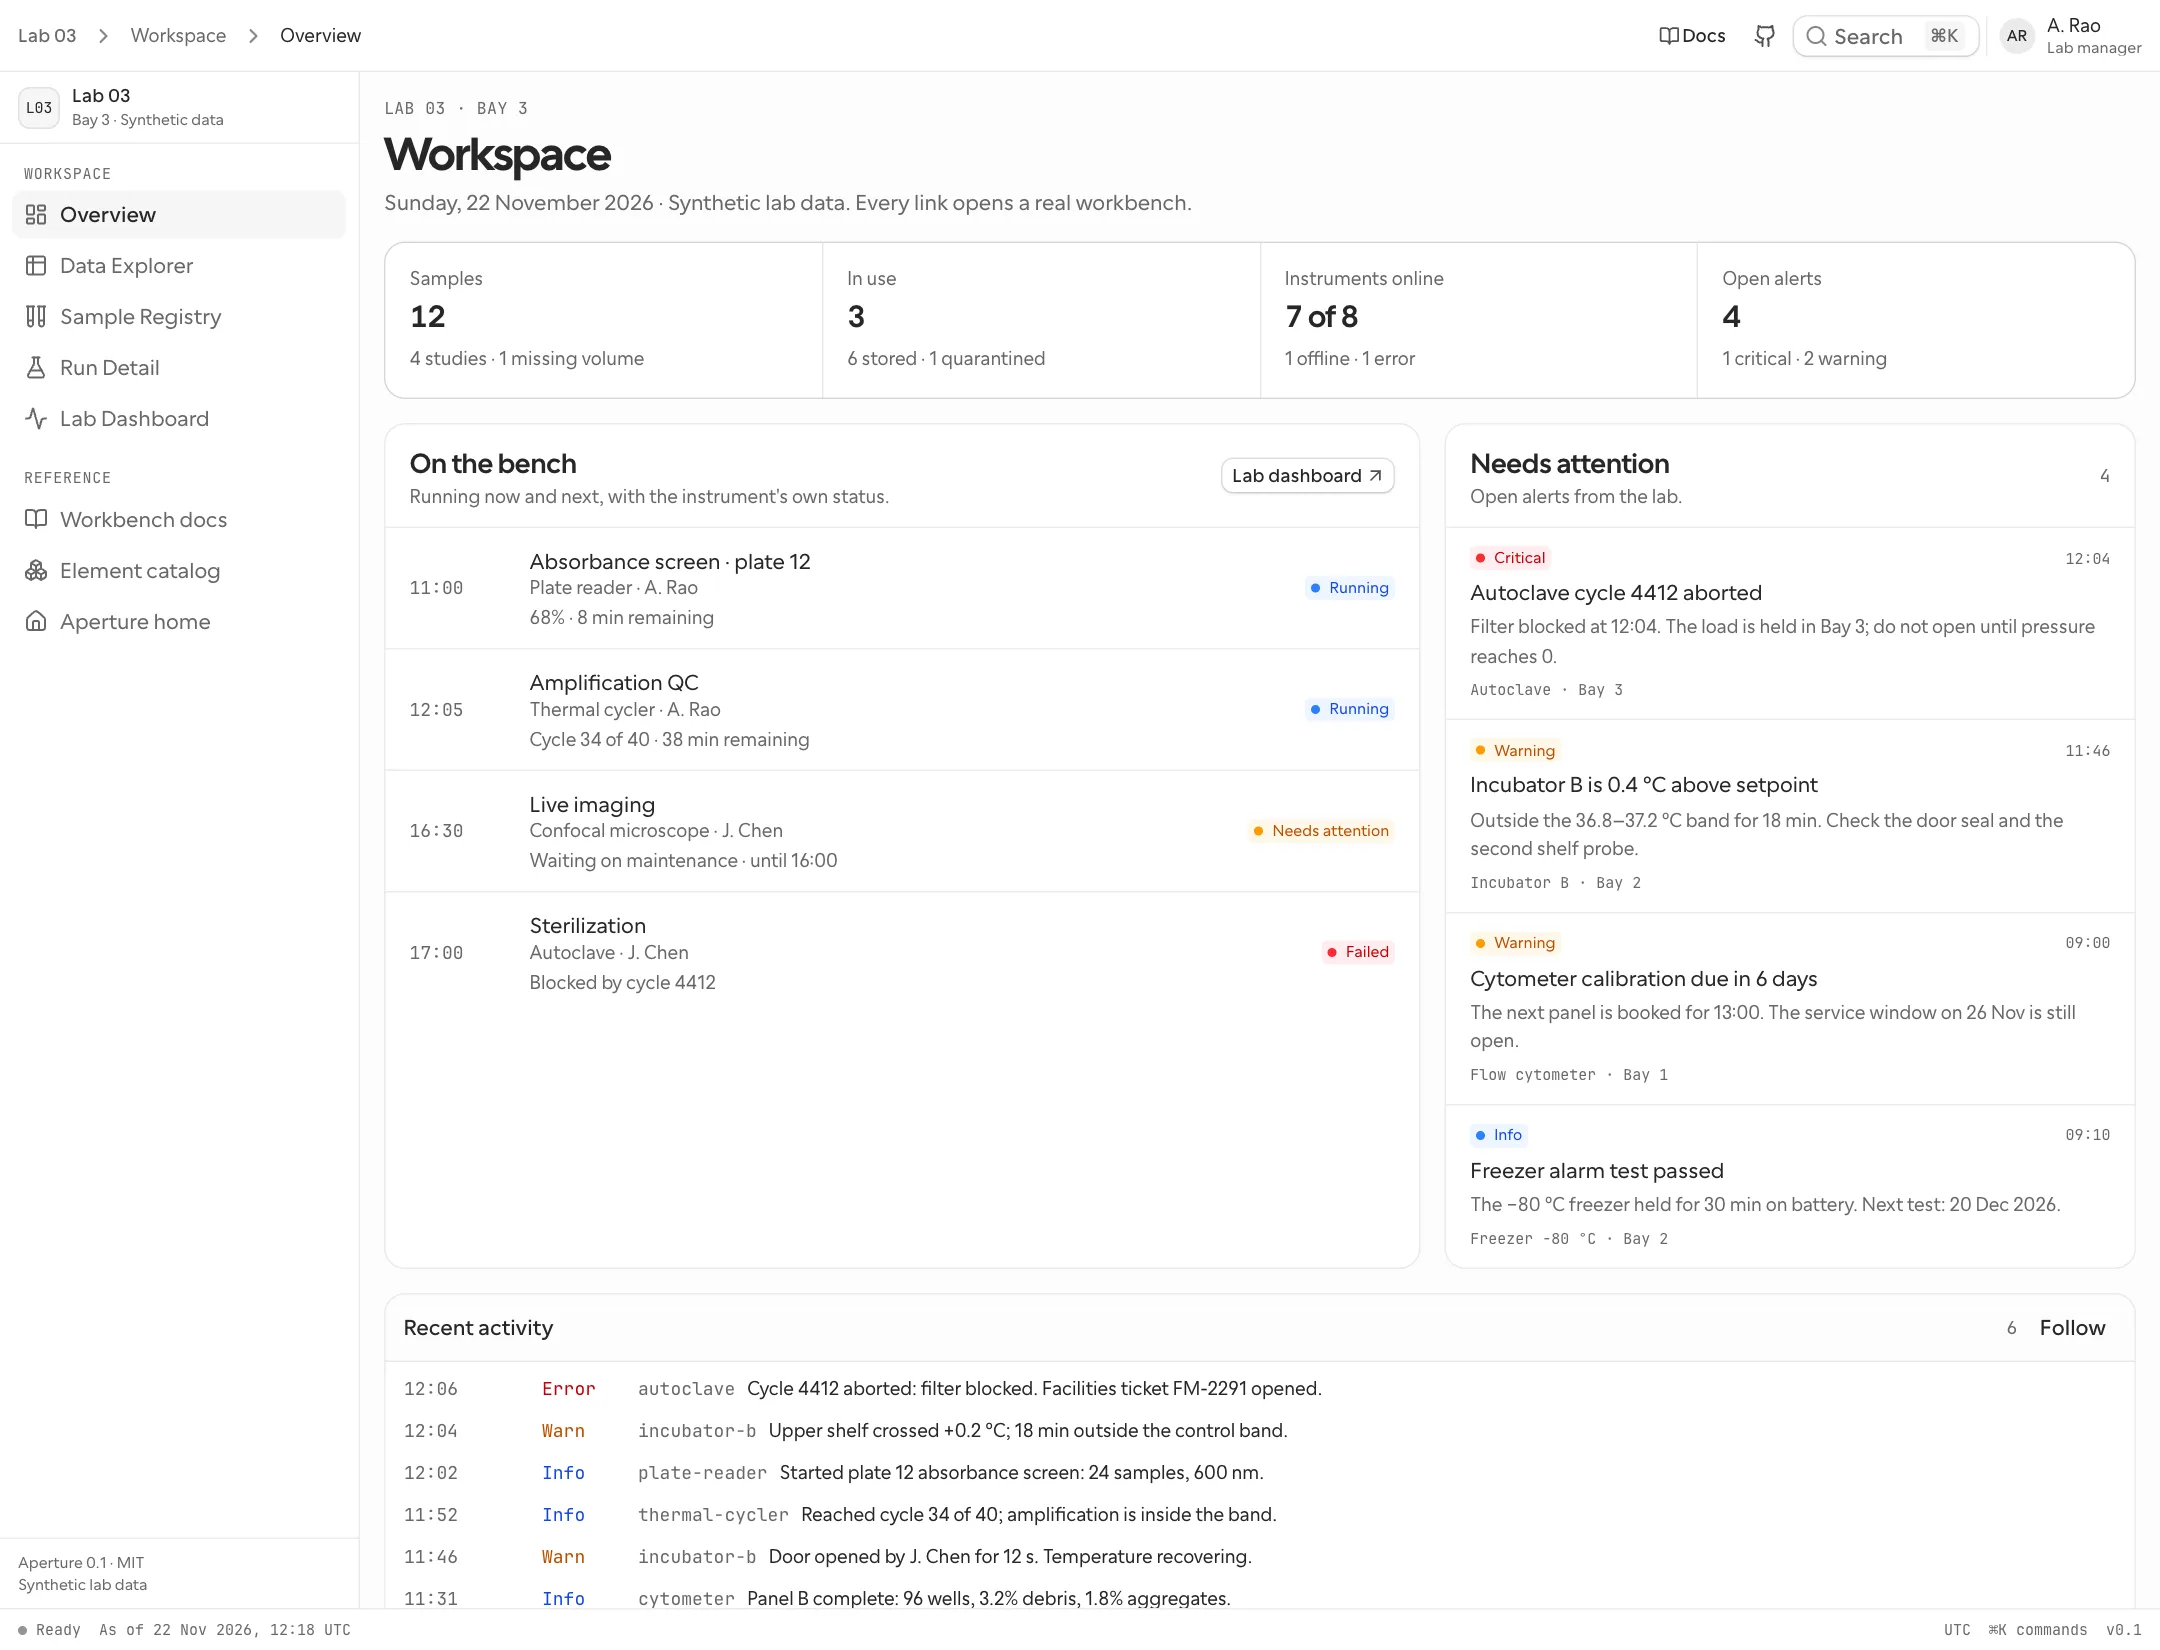 Lab 03 > Workspace > Overview
Docs
Search ⌘K
AR
A. Rao
Lab manager
L03
Lab 03
Bay 3 · Synthetic data
WORKSPACE
Overview
Data Explorer
Sample Registry
Run Detail
Lab Dashboard
REFERENCE
Workbench docs
Element catalog
Aperture home
Aperture 0.1 · MIT
Synthetic lab data
LAB 03 · BAY 3
Workspace
Sunday, 22 November 2026 · Synthetic lab data. Every link opens a real workbench.
Samples
12
4 studies · 1 missing volume
In use
3
6 stored · 1 quarantined
Instruments online
7 of 8
1 offline · 1 error
Open alerts
4
1 critical · 2 warning
On the bench
Running now and next, with the instrument's own status.
Lab dashboard
11:00
Absorbance screen · plate 12
Plate reader · A. Rao
68% · 8 min remaining
Running
12:05
Amplification QC
Thermal cycler · A. Rao
Cycle 34 of 40 · 38 min remaining
Running
16:30
Live imaging
Confocal microscope · J. Chen
Waiting on maintenance · until 16:00
Needs attention
17:00
Sterilization
Autoclave · J. Chen
Blocked by cycle 4412
Failed
Needs attention
Open alerts from the lab.
4
Critical 12:04
Autoclave cycle 4412 aborted
Filter blocked at 12:04. The load is held in Bay 3; do not open until pressure
reaches 0.
Autoclave · Bay 3
Warning 11:46
Incubator B is 0.4 °C above setpoint
Outside the 36.8–37.2 °C band for 18 min. Check the door seal and the
second shelf probe.
Incubator B · Bay 2
Warning 09:00
Cytometer calibration due in 6 days
The next panel is booked for 13:00. The service window on 26 Nov is still
open.
Flow cytometer · Bay 1
Info 09:10
Freezer alarm test passed
The −80 °C freezer held for 30 min on battery. Next test: 20 Dec 2026.
Freezer -80 °C · Bay 2
Recent activity 6 Follow
12:06 Error autoclave Cycle 4412 aborted: filter blocked. Facilities ticket FM-2291 opened.
12:04 Warn incubator-b Upper shelf crossed +0.2 °C; 18 min outside the control band.
12:02 Info plate-reader Started plate 12 absorbance screen: 24 samples, 600 nm.
11:52 Info thermal-cycler Reached cycle 34 of 40; amplification is inside the band.
11:46 Warn incubator-b Door opened by J. Chen for 12 s. Temperature recovering.
11:31 Info cytometer Panel B complete: 96 wells, 3.2% debris, 1.8% aggregates.
Ready As of 22 Nov 2026, 12:18 UTC
UTC ⌘K commands v0.1